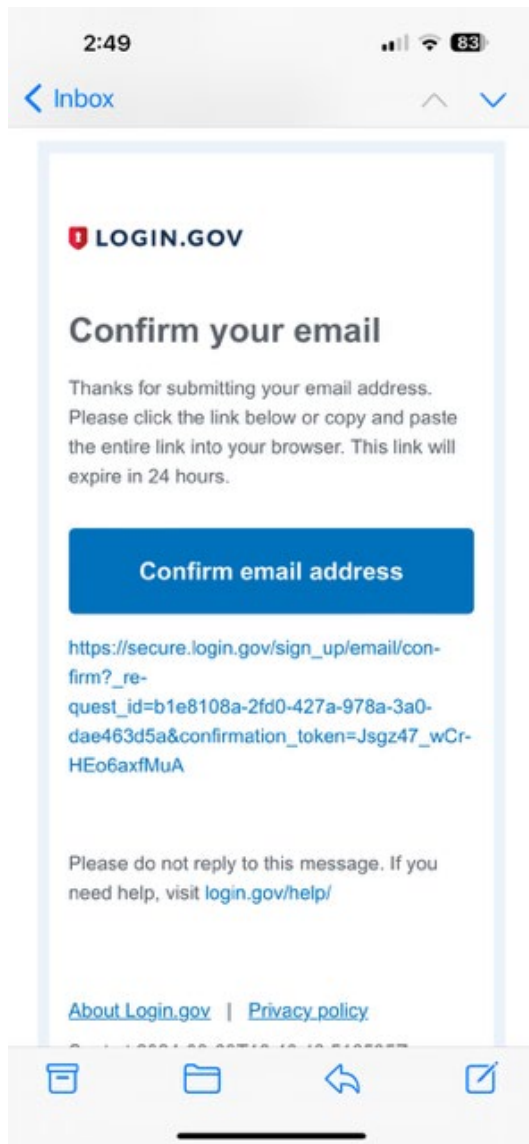 2:49
83
Inbox
LOGIN.GOV
Confirm your email
Thanks for submitting your email address.
Please click the link below or copy and paste
the entire link into your browser. This link will
expire in 24 hours.
Confirm email address
https://secure.login.gov/sign_up/email/con-
firm?_re-
quest_id=b1e8108a-2fd0-427a-978a-3a0-
dae463d5a&confirmation_token=Jsgz47_wCr-
HEo6axfMuA
Please do not reply to this message. If you
need help, visit login.gov/help/
About Login.gov | Privacy policy